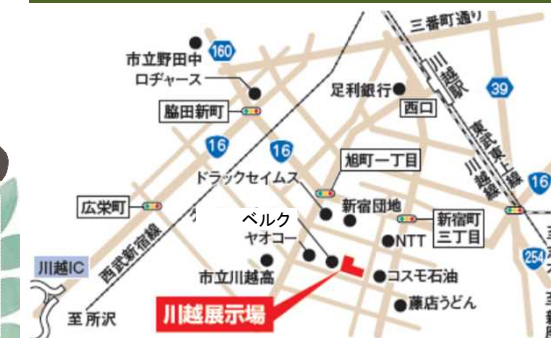 三番町通り
市立野田中
160
ロヂャース
足利銀行
川越駅
39
西口
脇田新町
16
16
東武東上線
川越線
16
旭町一丁目
ドラックセイムス
広栄町
新宿団地
新宿町
三丁目
ベルク
西武新宿線
ヤオコー
NTT
254
川越IC
市立川越高
コスモ石油
至所沢
川越展示場
藤店うどん